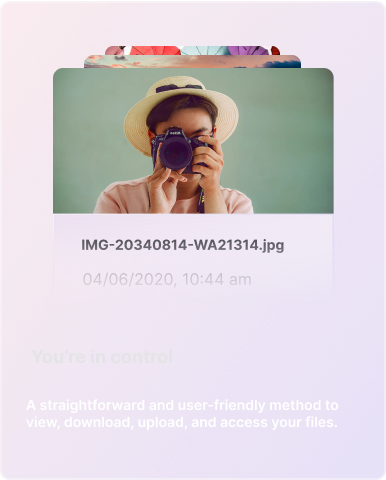 IMG-20340814-WA21314.jpg
04/06/2020, 10:44 am
You're in control
A straightforward and user-friendly method to
view, download, upload, and access your files.